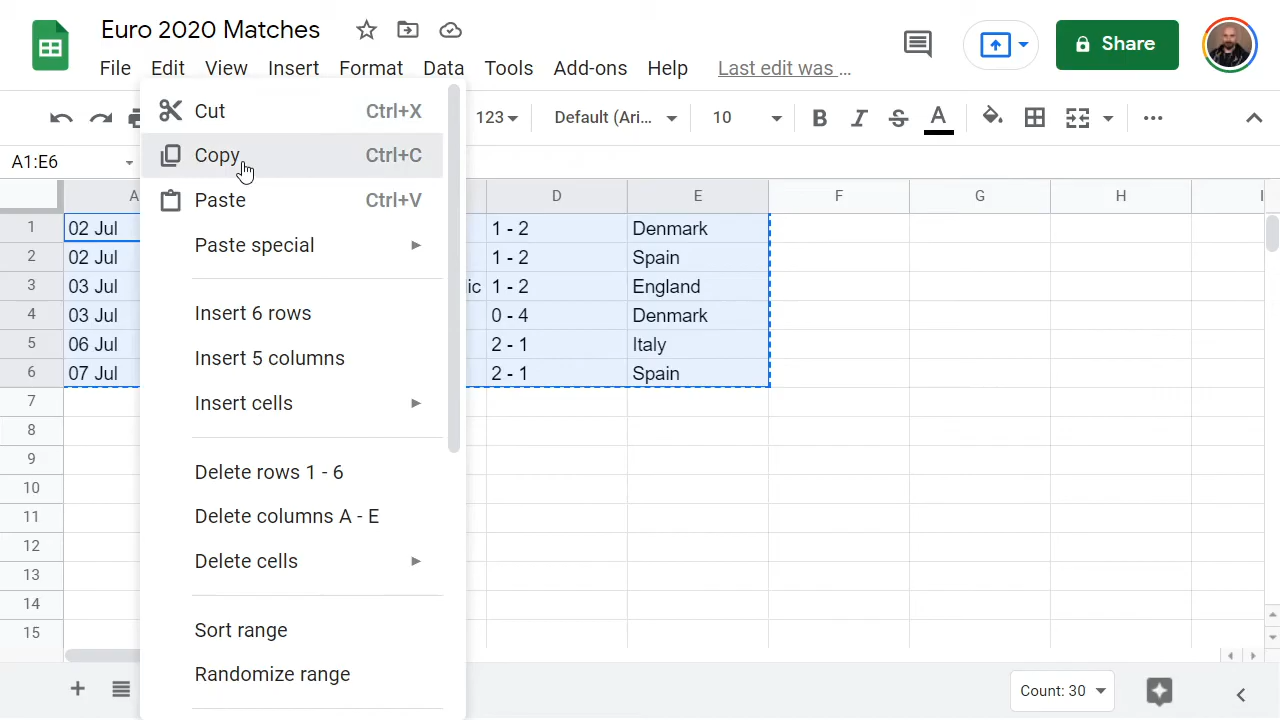 Euro 2020 Matches
Share
File Edit View Insert Format Data Tools Add-ons Help Last edit was ...
123 Default (Ari... 10 B I S A
A1:E6
Cut Ctrl+X
Copy Ctrl+C
Paste Ctrl+V
Paste special
Insert 6 rows
Insert 5 columns
Insert cells
Delete rows 1 - 6
Delete columns A - E
Delete cells
Sort range
Randomize range
A D E F G H I
1 02 Jul 1 - 2 Denmark
2 02 Jul 1 - 2 Spain
3 03 Jul ic 1 - 2 England
4 03 Jul 0 - 4 Denmark
5 06 Jul 2 - 1 Italy
6 07 Jul 2 - 1 Spain
7
8
9
10
11
12
13
14
15
Count: 30